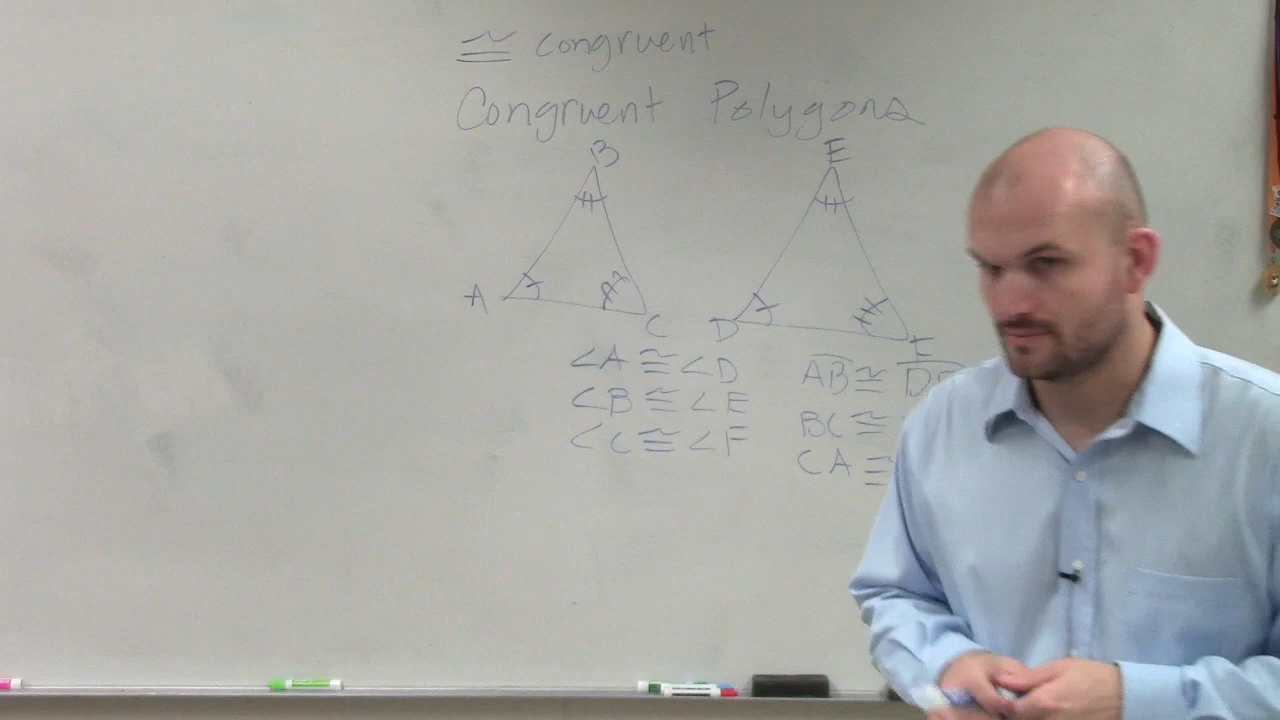 ≅ congruent
Congruent Polygons
B E
A C D
∠A ≅ ∠D
∠B ≅ ∠E
∠C ≅ ∠F
AB ≅
BC ≅
CA ≅